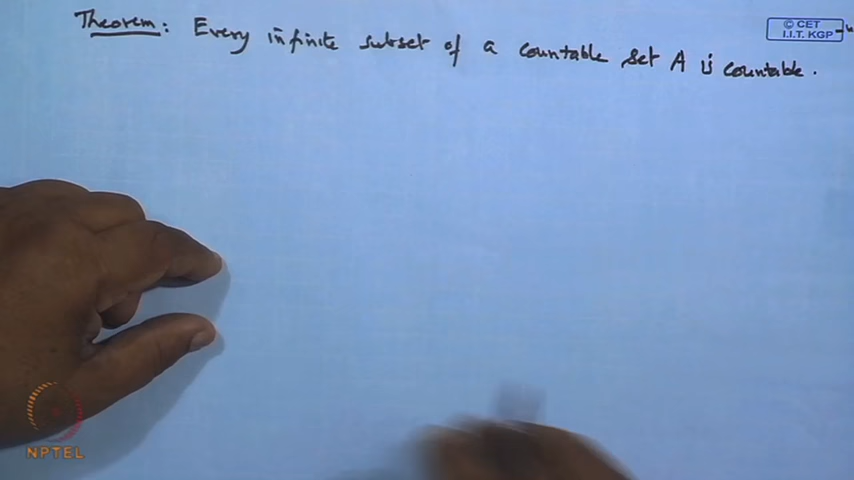 Theorem: Every infinite subset of a countable set A is countable.
© CET
I.I.T. KGP
NPTEL